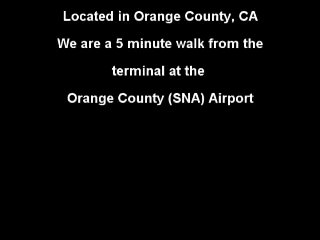 Located in Orange County, CA
We are a 5 minute walk from the
terminal at the
Orange County (SNA) Airport